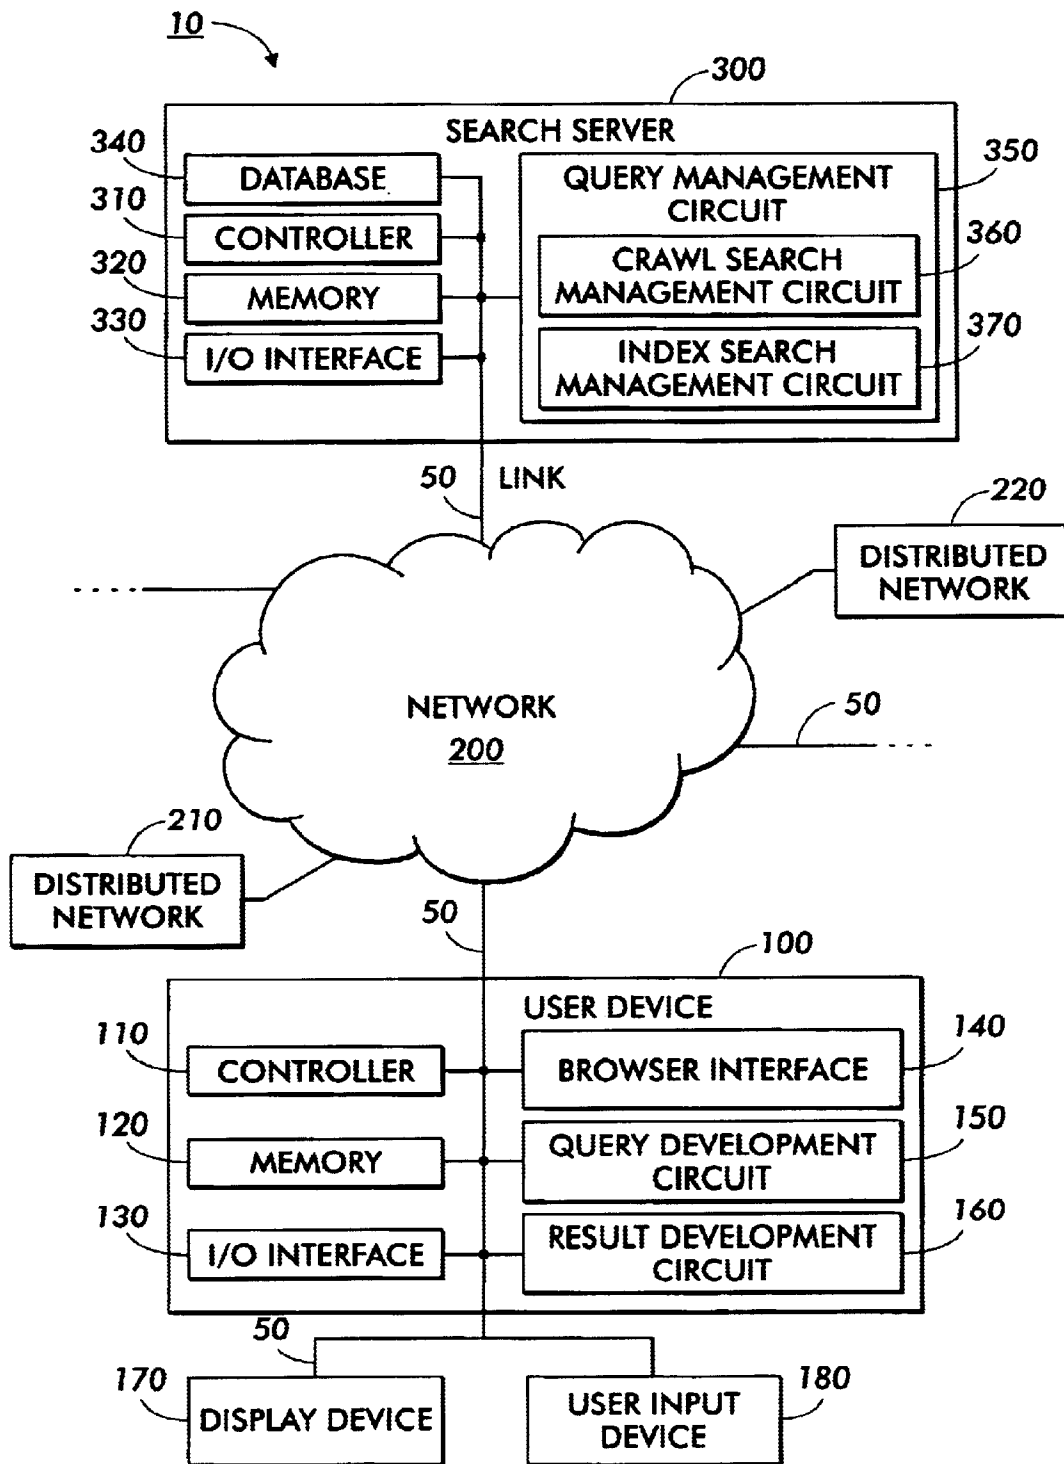 10
300
SEARCH SERVER
340
DATABASE
310
CONTROLLER
320
MEMORY
330
I/O INTERFACE
350
QUERY MANAGEMENT
CIRCUIT
360
CRAWL SEARCH
MANAGEMENT CIRCUIT
370
INDEX SEARCH
MANAGEMENT CIRCUIT
50
LINK
220
DISTRIBUTED
NETWORK
NETWORK
200
50
210
DISTRIBUTED
NETWORK
50
100
USER DEVICE
110
CONTROLLER
140
BROWSER INTERFACE
120
MEMORY
150
QUERY DEVELOPMENT
CIRCUIT
130
I/O INTERFACE
160
RESULT DEVELOPMENT
CIRCUIT
50
170
DISPLAY DEVICE
180
USER INPUT
DEVICE